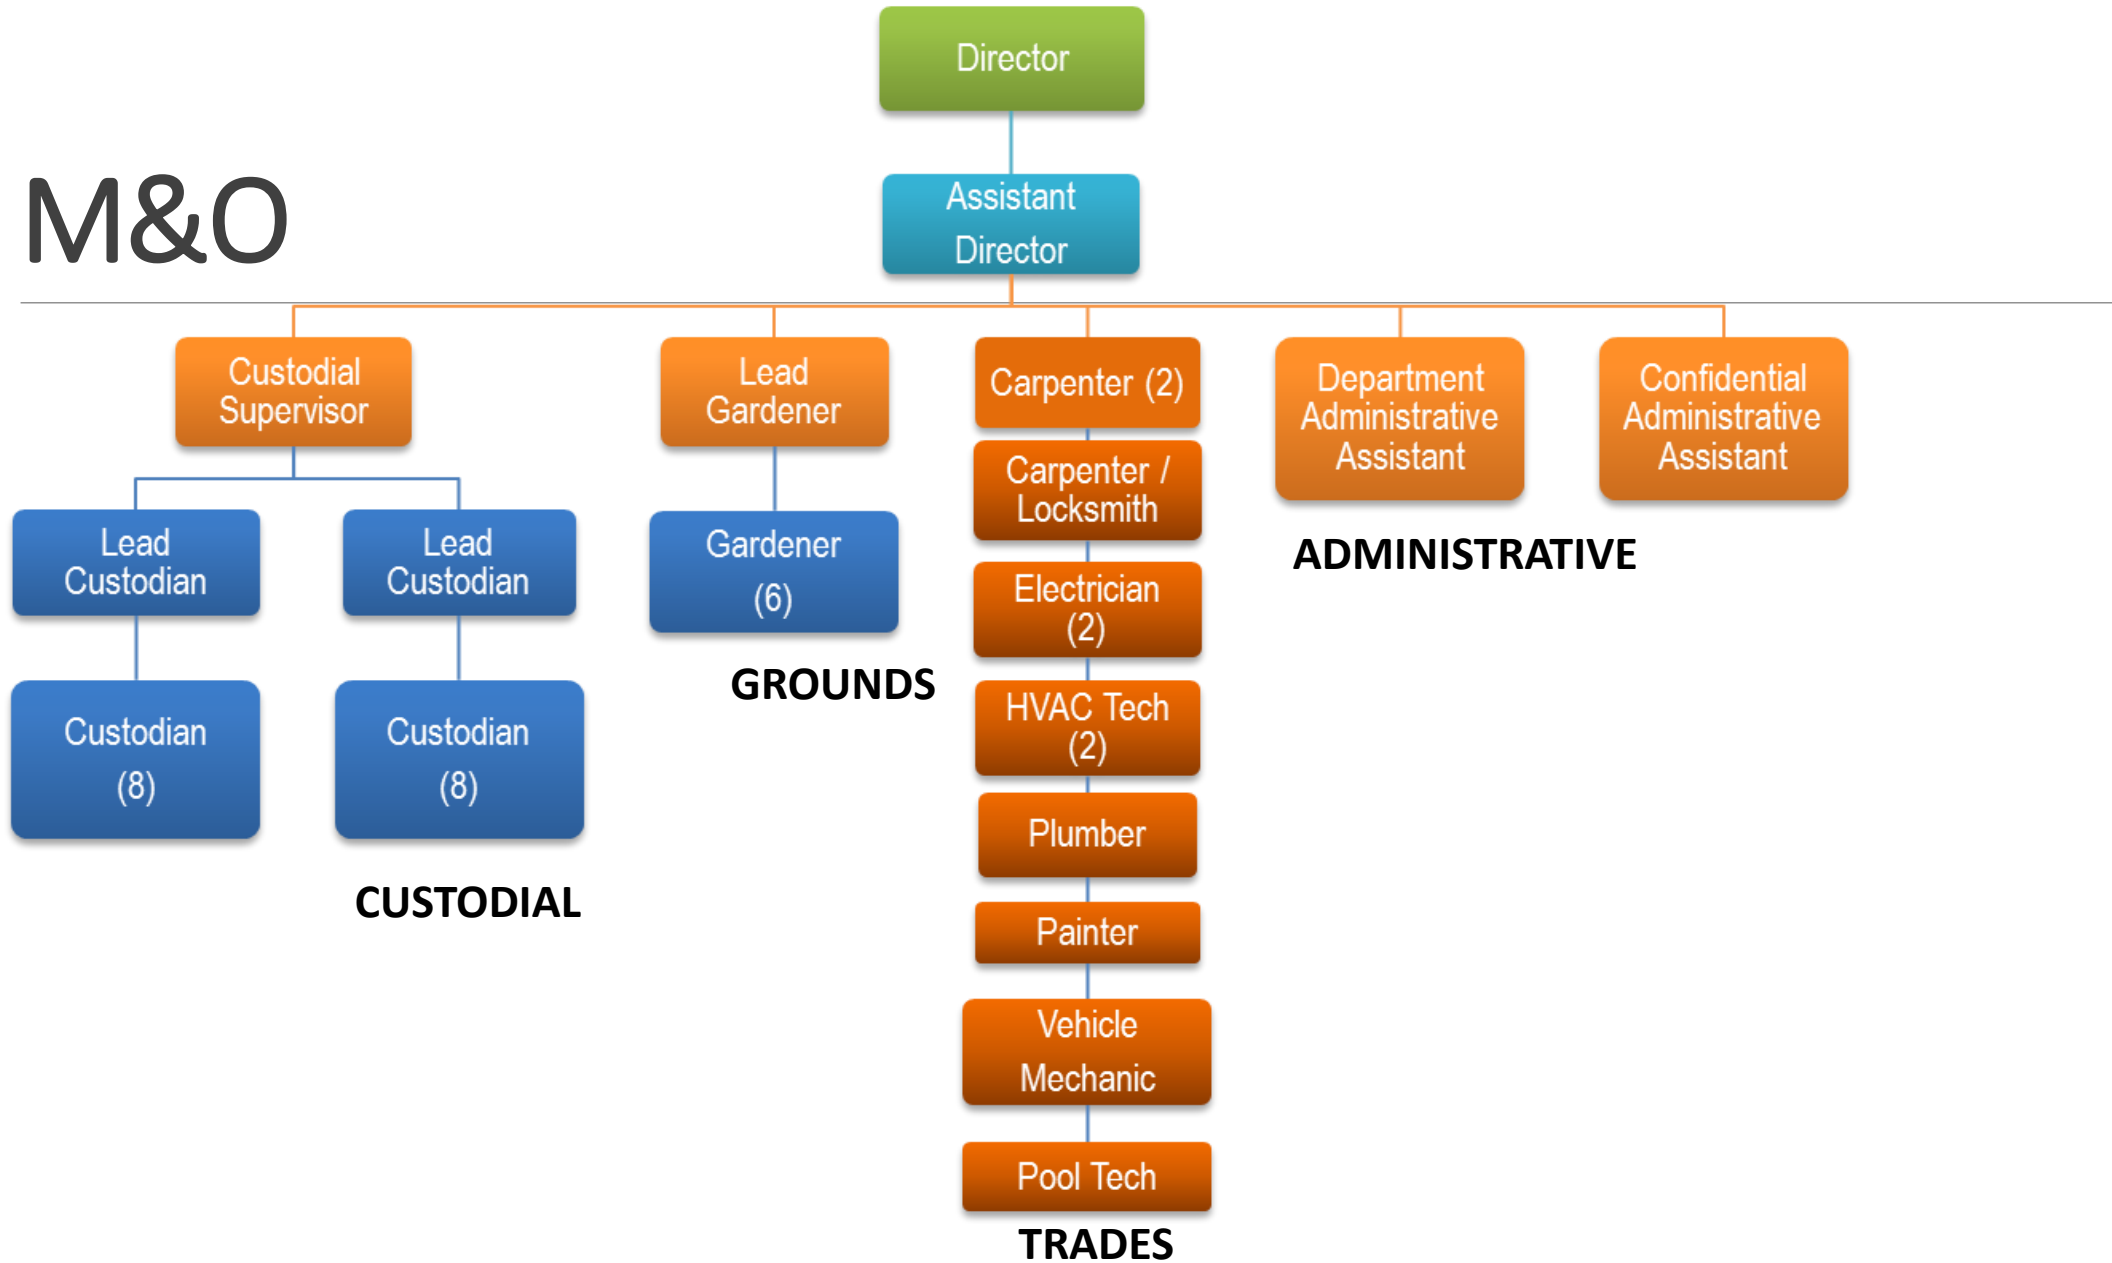 Director
M&O
Assistant
Director
Custodial
Supervisor
Lead
Gardener
Carpenter (2)
Department
Administrative
Assistant
Confidential
Administrative
Assistant
Carpenter /
Locksmith
ADMINISTRATIVE
Lead
Custodian
Lead
Custodian
Gardener
(6)
GROUNDS
Electrician
(2)
HVAC Tech
(2)
Custodian
(8)
Custodian
(8)
CUSTODIAL
Plumber
Painter
Vehicle
Mechanic
Pool Tech
TRADES